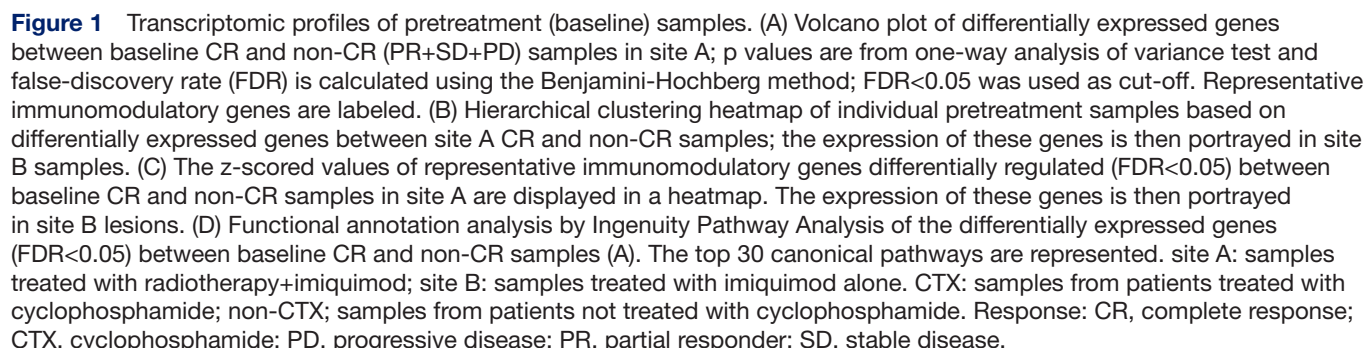 Figure 1 Transcriptomic profiles of pretreatment (baseline) samples. (A) Volcano plot of differentially expressed genes
between baseline CR and non-CR (PR+SD+PD) samples in site A; p values are from one-way analysis of variance test and
false-discovery rate (FDR) is calculated using the Benjamini-Hochberg method; FDR<0.05 was used as cut-off. Representative
immunomodulatory genes are labeled. (B) Hierarchical clustering heatmap of individual pretreatment samples based on
differentially expressed genes between site A CR and non-CR samples; the expression of these genes is then portrayed in site
B samples. (C) The z-scored values of representative immunomodulatory genes differentially regulated (FDR<0.05) between
baseline CR and non-CR samples in site A are displayed in a heatmap. The expression of these genes is then portrayed
in site B lesions. (D) Functional annotation analysis by Ingenuity Pathway Analysis of the differentially expressed genes
(FDR<0.05) between baseline CR and non-CR samples (A). The top 30 canonical pathways are represented. site A: samples
treated with radiotherapy+imiquimod; site B: samples treated with imiquimod alone. CTX: samples from patients treated with
cyclophosphamide; non-CTX; samples from patients not treated with cyclophosphamide. Response: CR, complete response;
CTX, cyclophosphamide; PD, progressive disease; PR, partial responder; SD, stable disease.